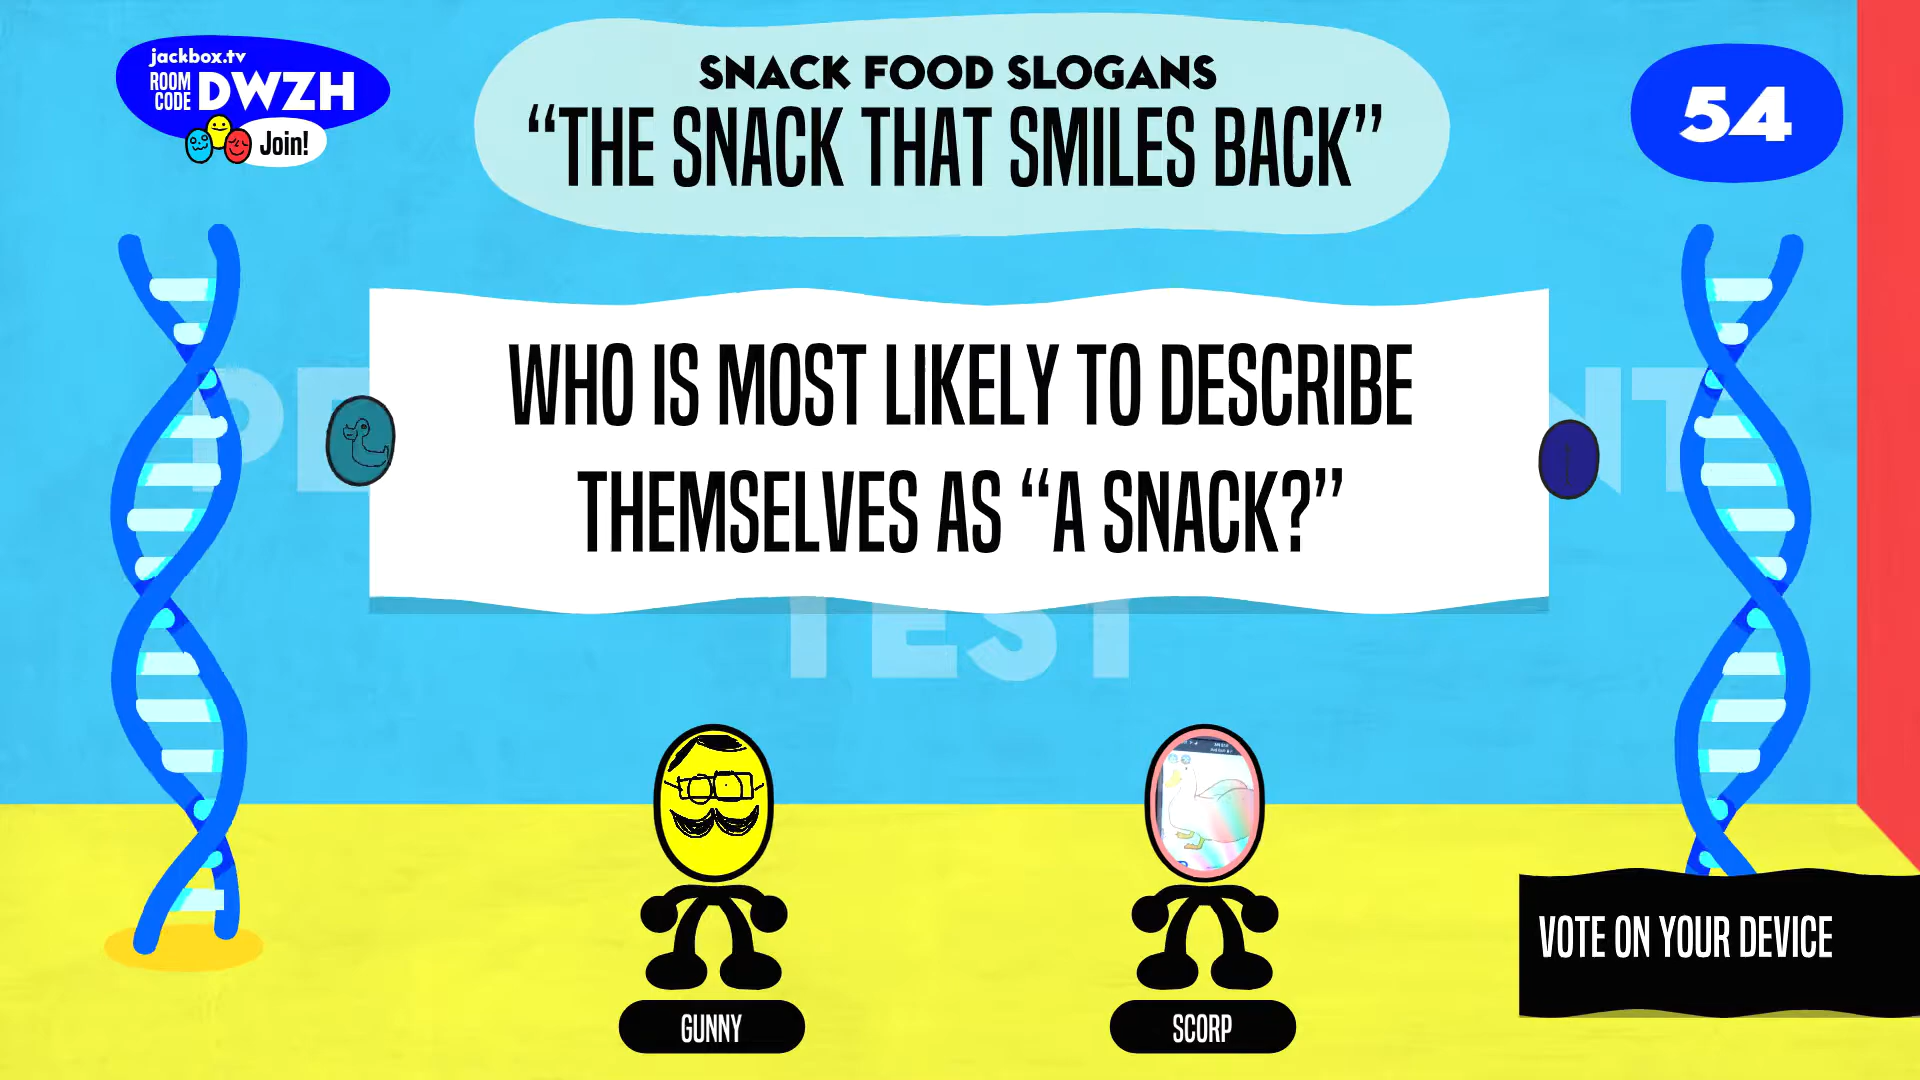 jackbox.tv
ROOM CODE DWZH
Join!
SNACK FOOD SLOGANS
“THE SNACK THAT SMILES BACK”
54
WHO IS MOST LIKELY TO DESCRIBE
THEMSELVES AS “A SNACK?”
TEST
GUNNY
SCORP
VOTE ON YOUR DEVICE